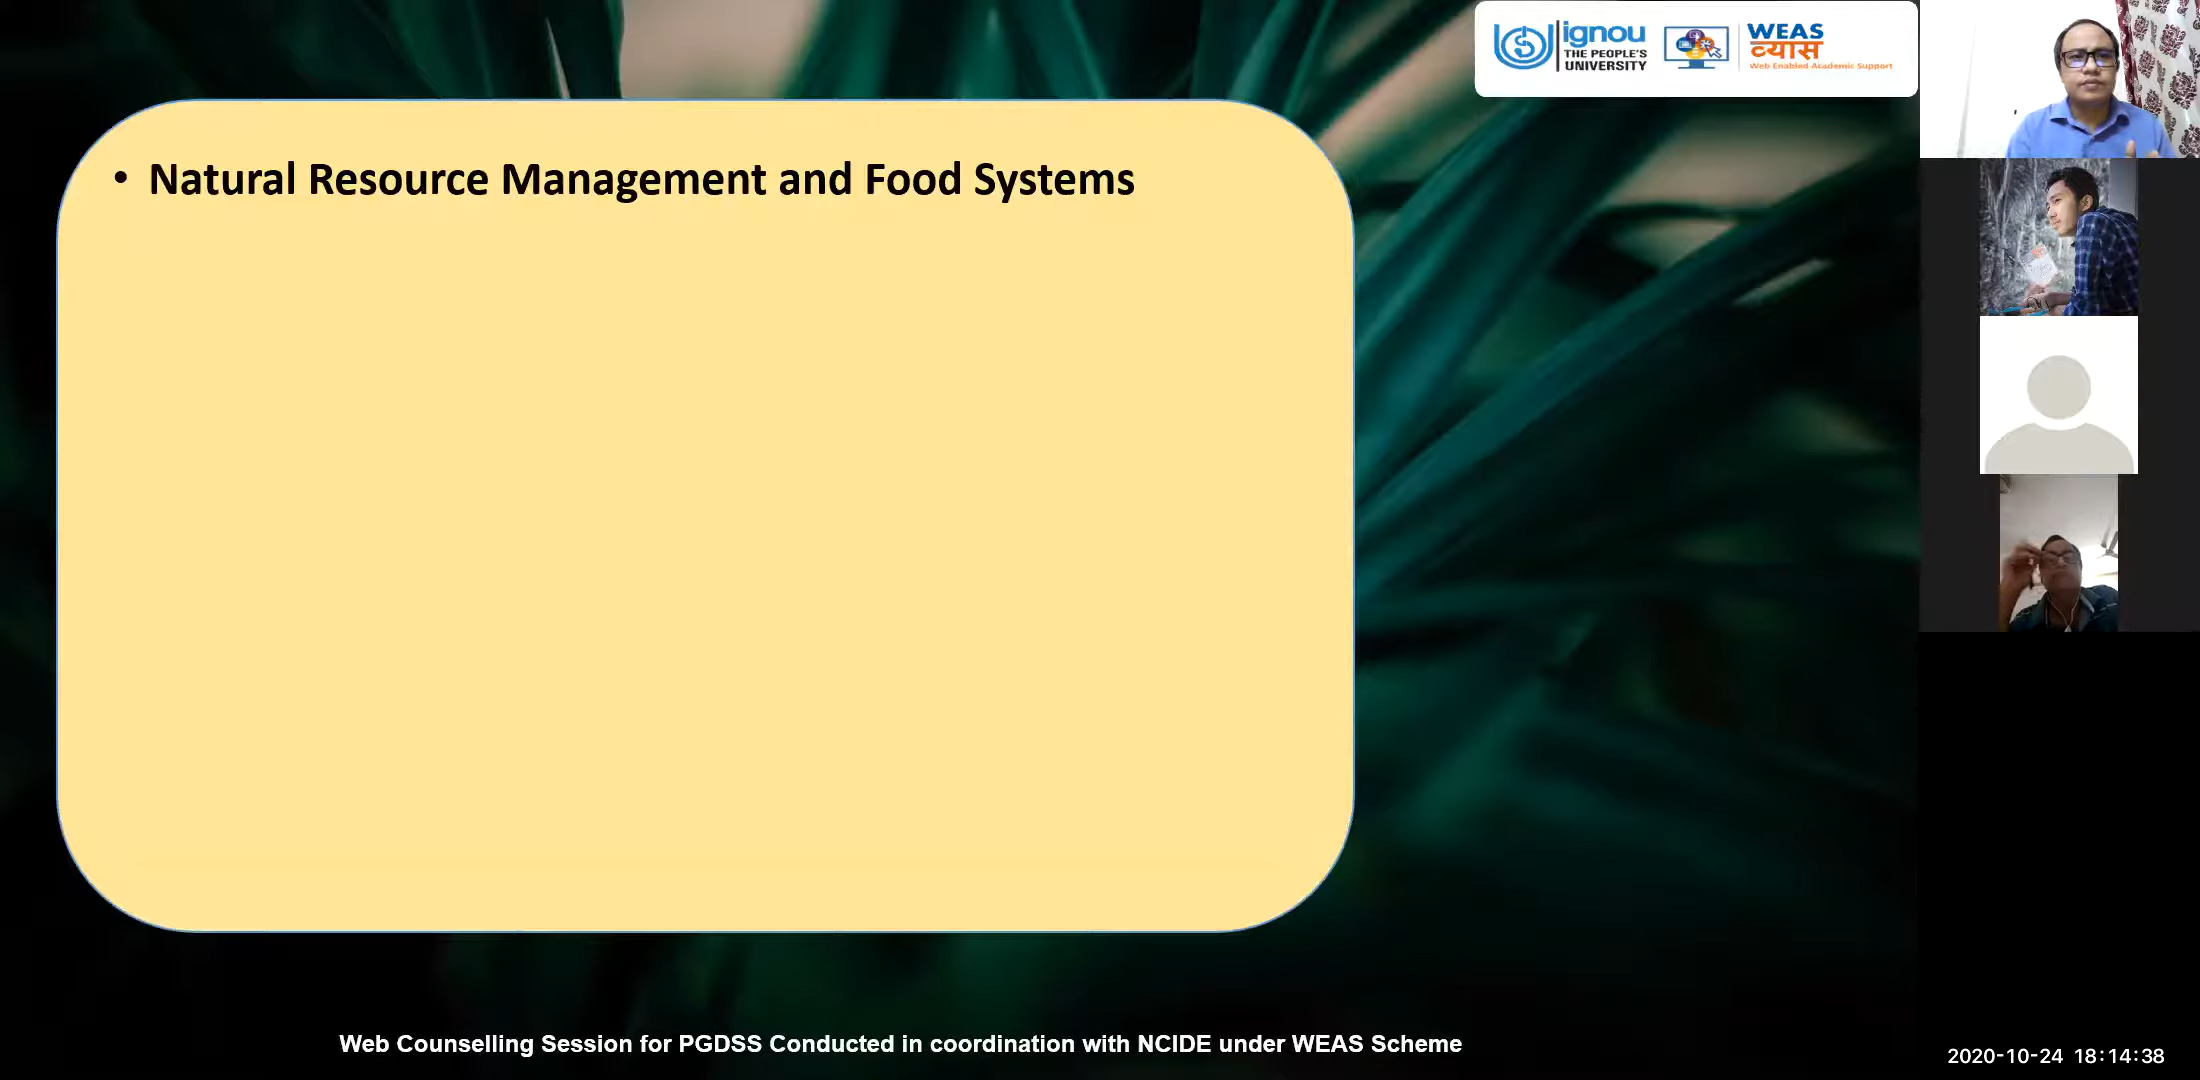 ignou
THE PEOPLE'S
UNIVERSITY
WEAS
व्यास
Web Enabled Academic Support
• Natural Resource Management and Food Systems
Web Counselling Session for PGDSS Conducted in coordination with NCIDE under WEAS Scheme
2020-10-24 18:14:38